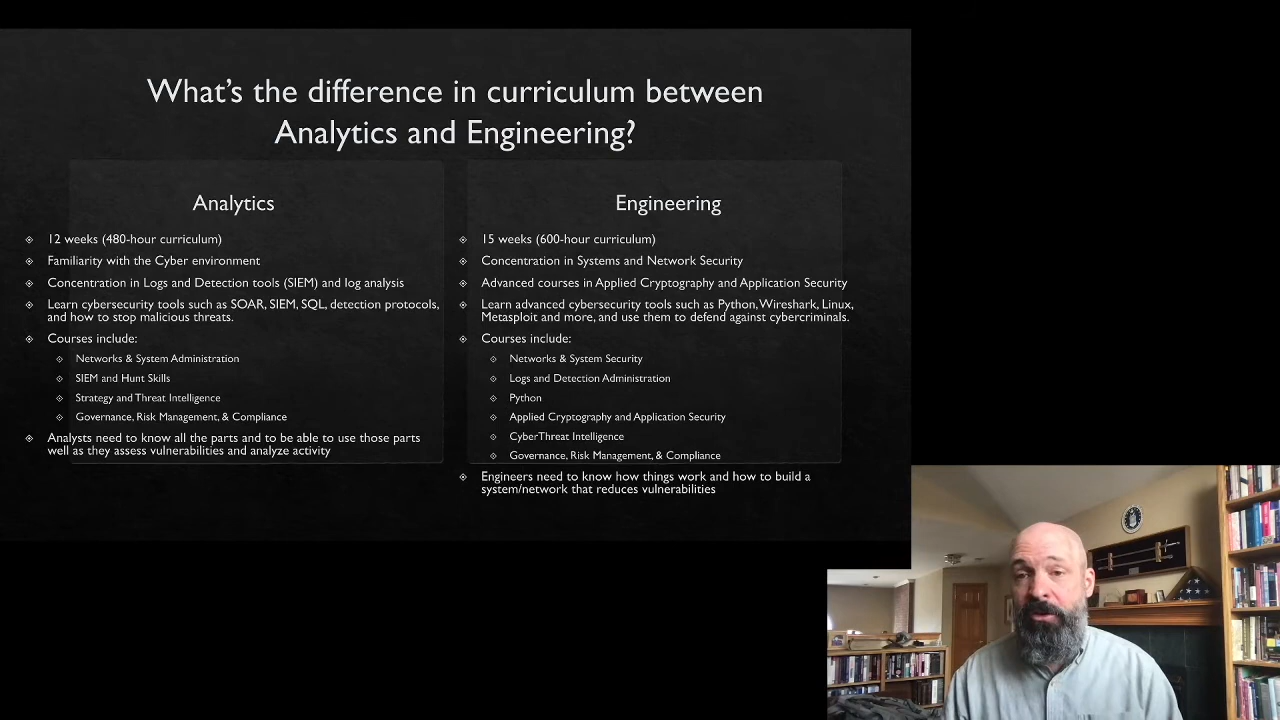 What's the difference in curriculum between
Analytics and Engineering?
Analytics
12 weeks (480-hour curriculum)
Familiarity with the Cyber environment
Concentration in Logs and Detection tools (SIEM) and log analysis
Learn cybersecurity tools such as SOAR, SIEM, SQL, detection protocols,
and how to stop malicious threats.
Courses include:
Networks & System Administration
SIEM and Hunt Skills
Strategy and Threat Intelligence
Governance, Risk Management, & Compliance
Analysts need to know all the parts and to be able to use those parts
well as they assess vulnerabilities and analyze activity
Engineering
15 weeks (600-hour curriculum)
Concentration in Systems and Network Security
Advanced courses in Applied Cryptography and Application Security
Learn advanced cybersecurity tools such as Python, Wireshark, Linux,
Metasploit and more, and use them to defend against cybercriminals.
Courses include:
Networks & System Security
Logs and Detection Administration
Python
Applied Cryptography and Application Security
CyberThreat Intelligence
Governance, Risk Management, & Compliance
Engineers need to know how things work and how to build a
system/network that reduces vulnerabilities